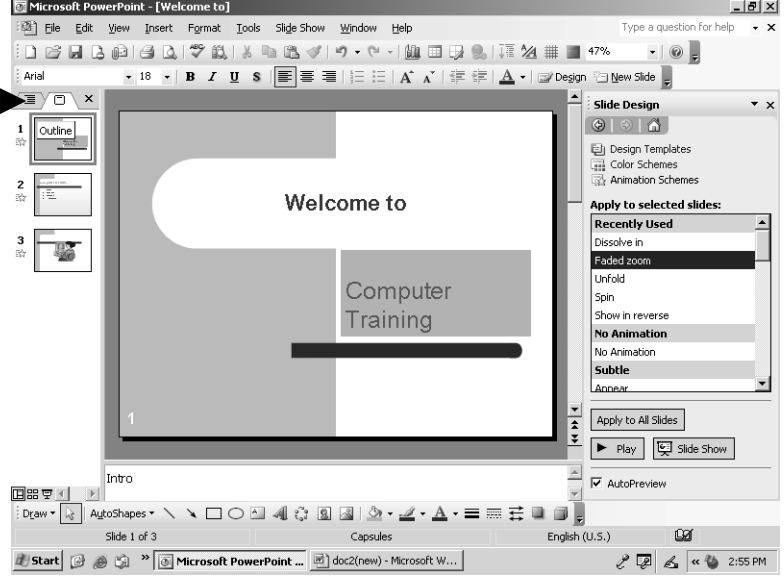 Microsoft PowerPoint - [Welcome to]
File Edit View Insert Format Tools Slide Show Window Help Type a question for help
47%
Arial 18 B I U S A A A Design New Slide
Outline
1
2
3
Welcome to
Computer
Training
1
Slide Design
Design Templates
Color Schemes
Animation Schemes
Apply to selected slides:
Recently Used
Dissolve in
Faded zoom
Unfold
Spin
Show in reverse
No Animation
No Animation
Subtle
Appear
Apply to All Slides
Play Slide Show
AutoPreview
Intro
Draw AutoShapes A
Slide 1 of 3 Capsules English (U.S.)
Start » Microsoft PowerPoint ... doc2(new) - Microsoft W... « 2:55 PM